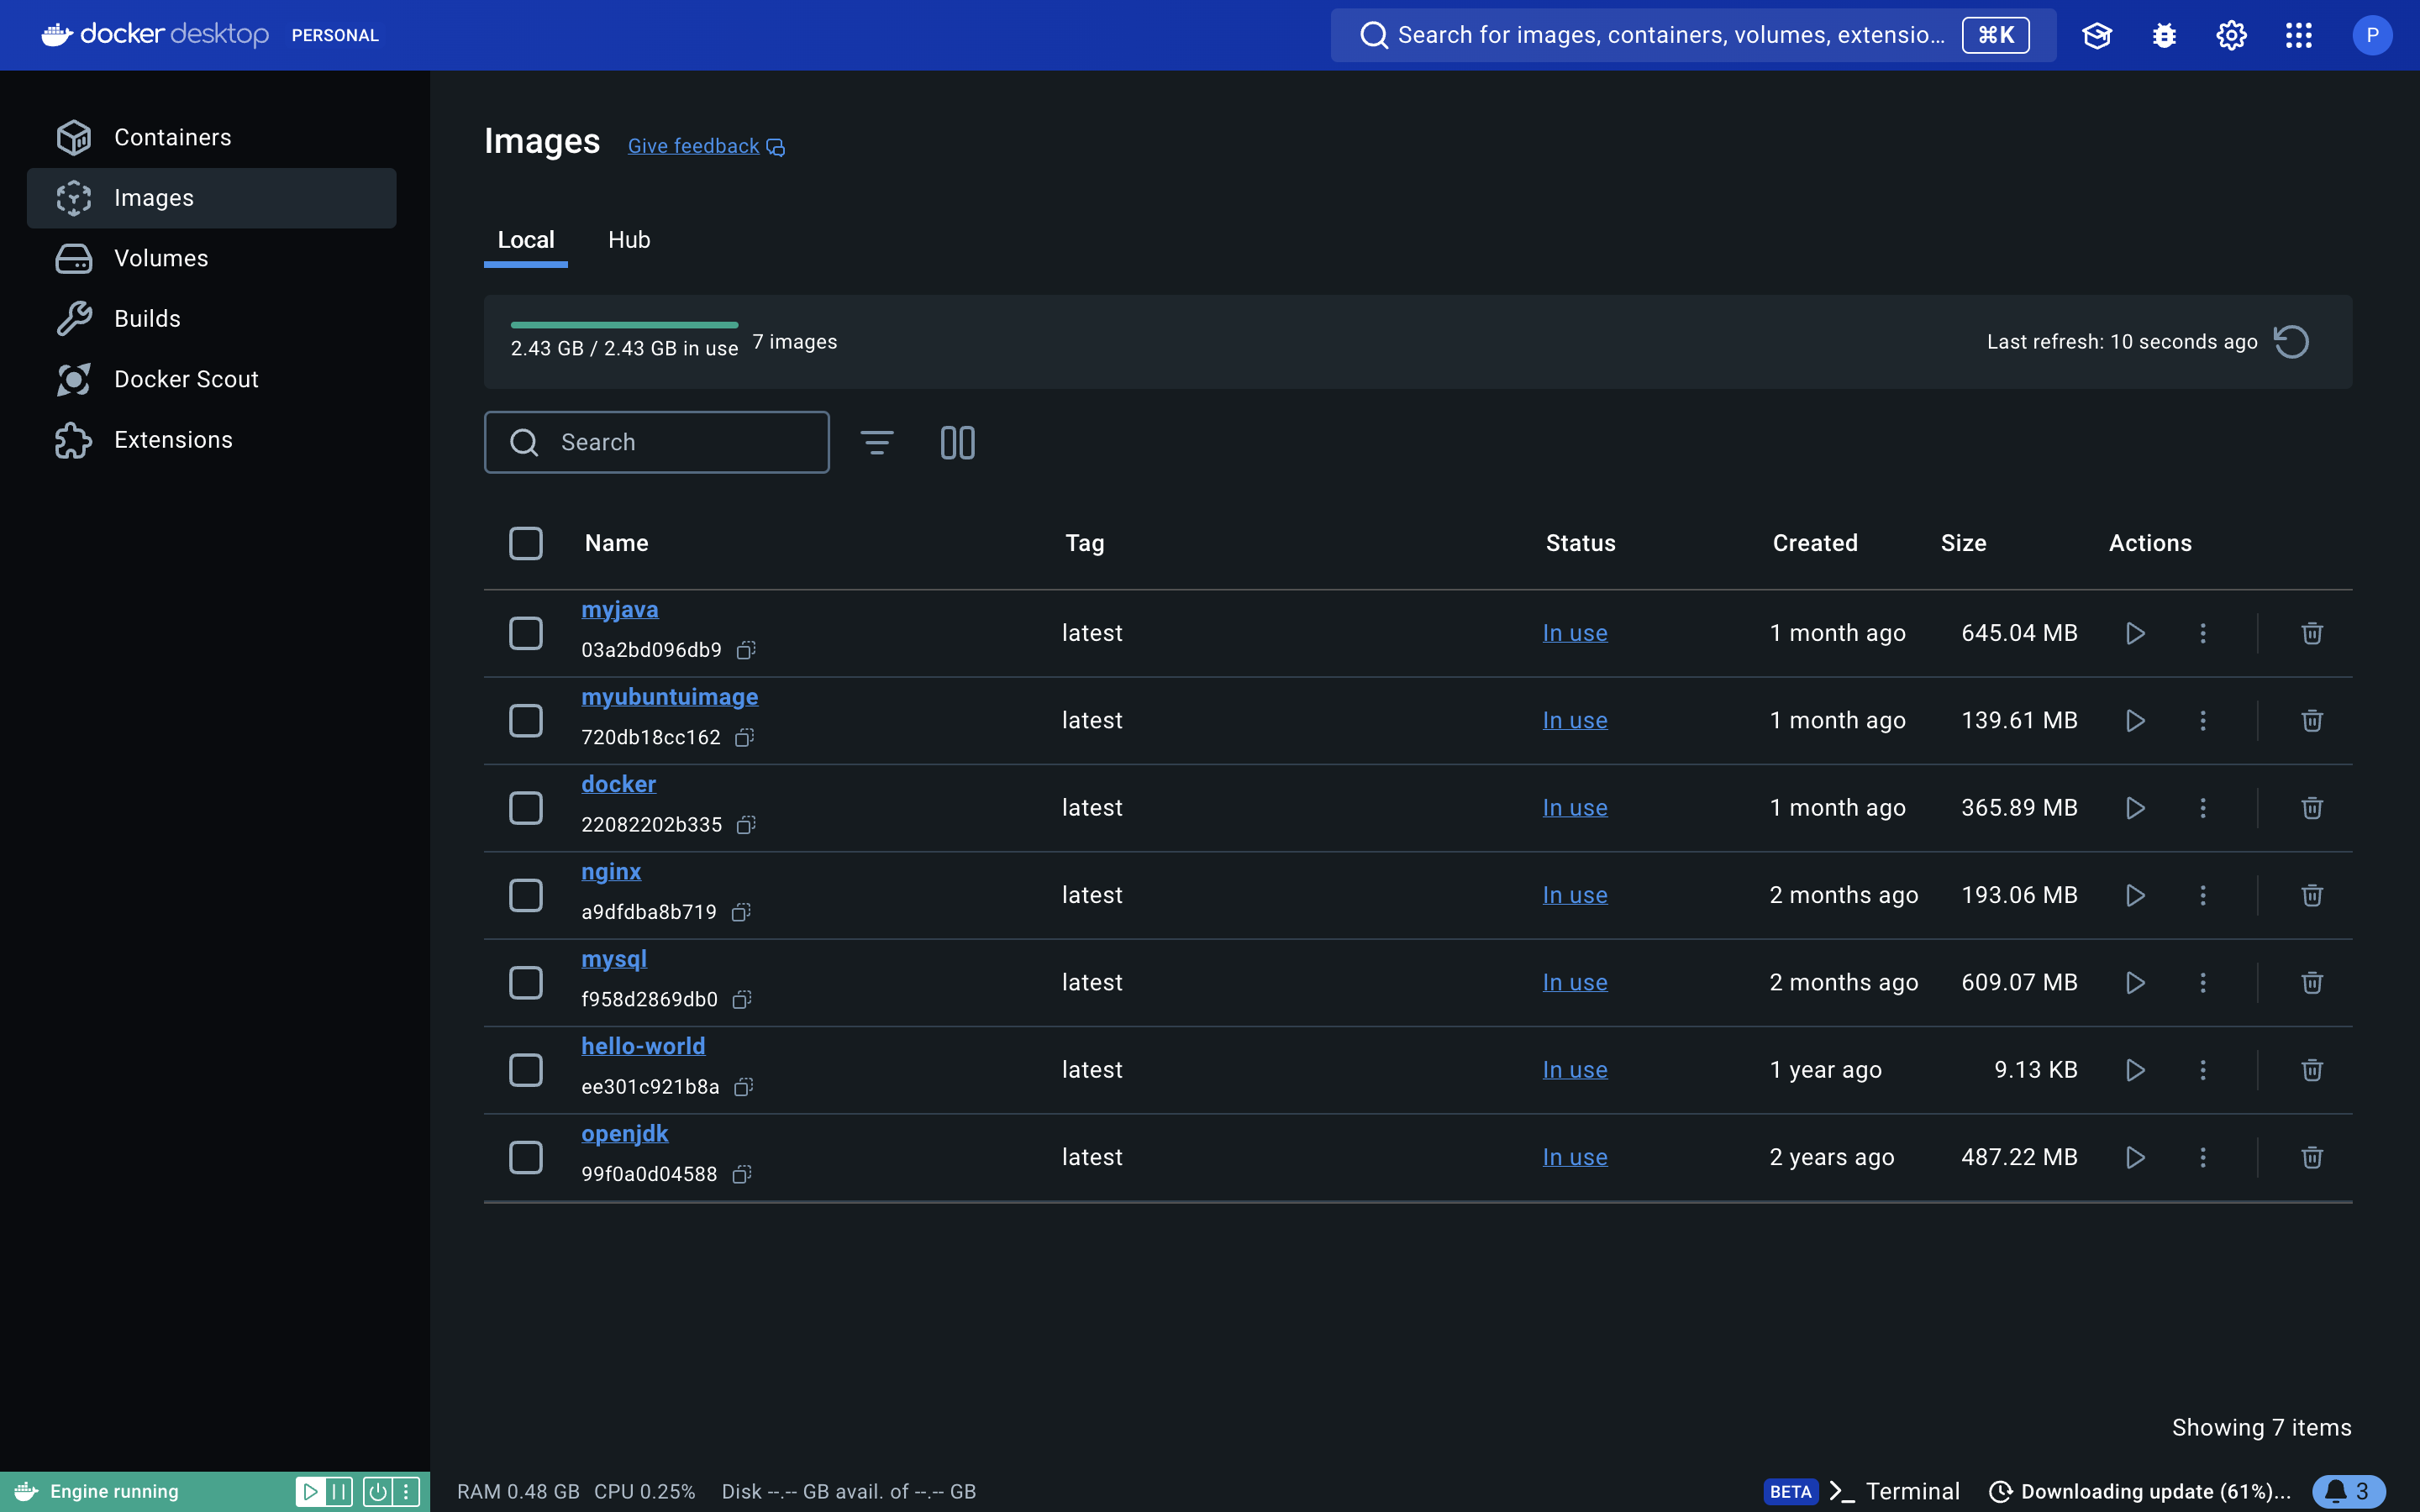 docker desktop PERSONAL
Search for images, containers, volumes, extensio... ⌘K
P
Containers
Images
Volumes
Builds
Docker Scout
Extensions
Images Give feedback
Local Hub
2.43 GB / 2.43 GB in use 7 images
Last refresh: 10 seconds ago
Search
Name Tag Status Created Size Actions
myjava
03a2bd096db9 latest In use 1 month ago 645.04 MB
myubuntuimage
720db18cc162 latest In use 1 month ago 139.61 MB
docker
22082202b335 latest In use 1 month ago 365.89 MB
nginx
a9dfdba8b719 latest In use 2 months ago 193.06 MB
mysql
f958d2869db0 latest In use 2 months ago 609.07 MB
hello-world
ee301c921b8a latest In use 1 year ago 9.13 KB
openjdk
99f0a0d04588 latest In use 2 years ago 487.22 MB
Showing 7 items
Engine running
RAM 0.48 GB CPU 0.25% Disk --.-- GB avail. of --.-- GB
BETA Terminal Downloading update (61%)... 3